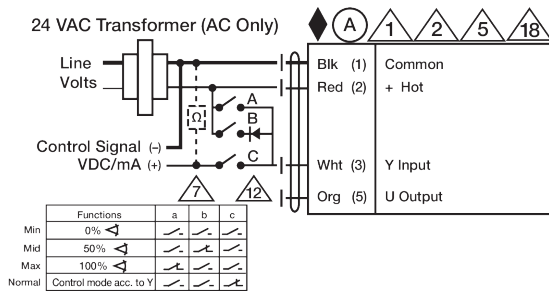 24 VAC Transformer (AC Only)
A 1 2 5 18
Line
Volts
Blk (1) Common
Red (2) + Hot
A
Ω
B
Control Signal (–)
VDC/mA (+)
C
Wht (3) Y Input
7 12
Org (5) U Output
Functions a b c
Min 0%
Mid 50%
Max 100%
Normal Control mode acc. to Y